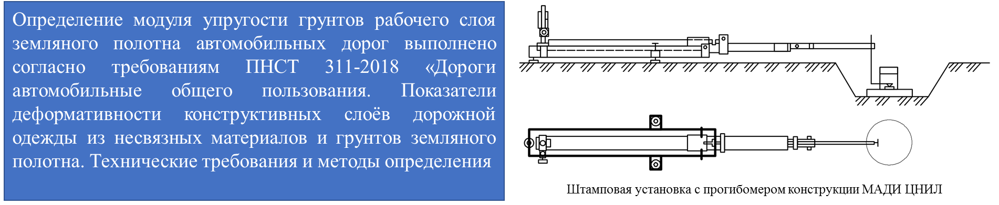 Определение модуля упругости грунтов рабочего слоя
земляного полотна автомобильных дорог выполнено
согласно требованиям ПНСТ 311-2018 «Дороги
автомобильные общего пользования. Показатели
деформативности конструктивных слоёв дорожной
одежды из несвязных материалов и грунтов земляного
полотна. Технические требования и методы определения
Штамповая установка с прогибомером конструкции МАДИ ЦНИЛ